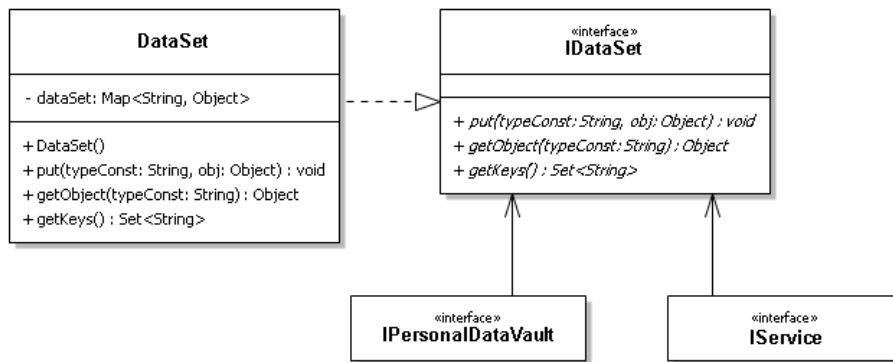 DataSet
- dataSet: Map<String, Object>
+ DataSet()
+ put(typeConst: String, obj: Object) : void
+ getObject(typeConst: String) : Object
+ getKeys() : Set<String>
«interface»
IDataSet
+ put(typeConst: String, obj: Object) : void
+ getObject(typeConst: String) : Object
+ getKeys() : Set<String>
«interface»
IPersonalDataVault
«interface»
IService